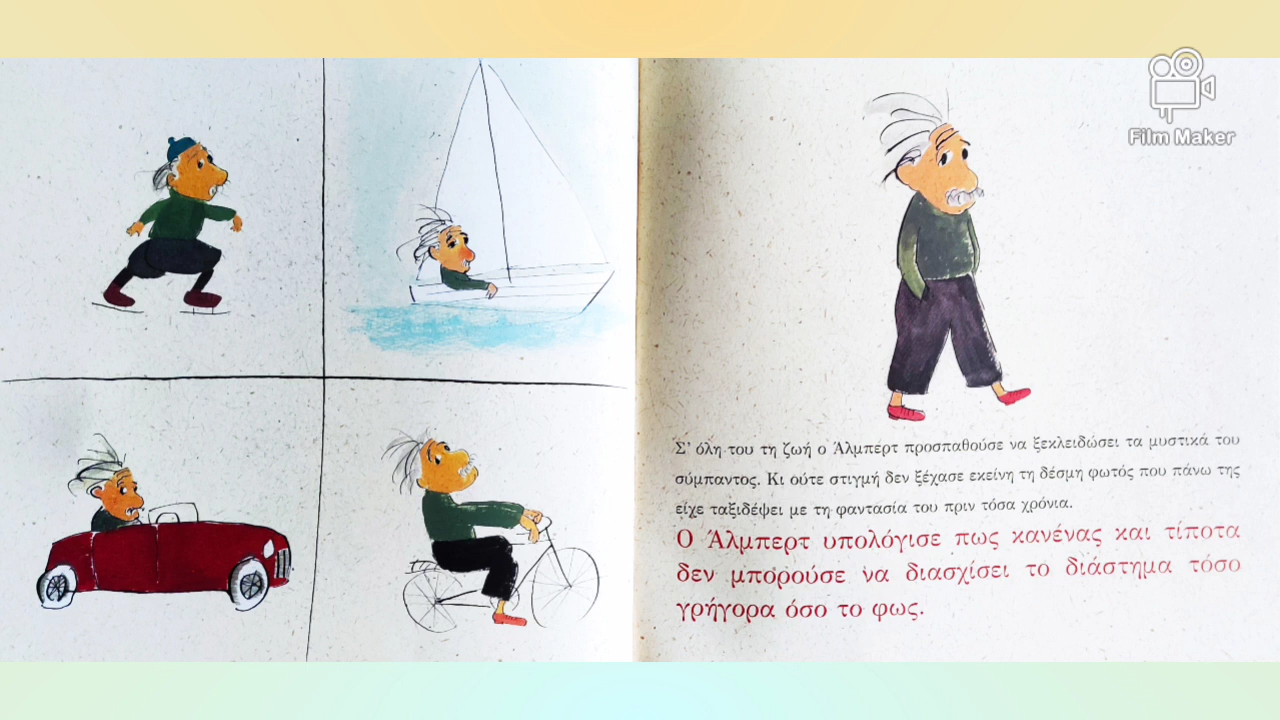 Film Maker
Σ' όλη του τη ζωή ο Άλμπερτ προσπαθούσε να ξεκλειδώσει τα μυστικά του
σύμπαντος. Κι ούτε στιγμή δεν ξέχασε εκείνη τη δέσμη φωτός που πάνω της
είχε ταξιδέψει με τη φαντασία του πριν τόσα χρόνια.
Ο Άλμπερτ υπολόγισε πως κανένας και τίποτα
δεν μπορούσε να διασχίσει το διάστημα τόσο
γρήγορα όσο το φως.